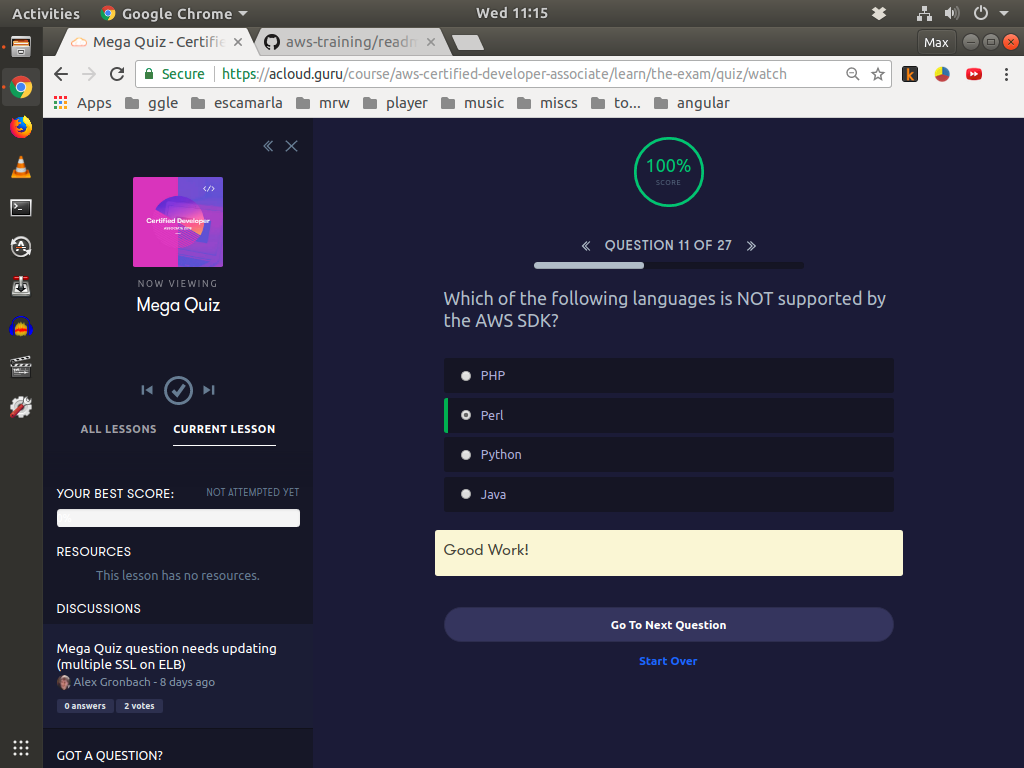 Activities
Google Chrome
Wed 11:15
Mega Quiz - Certifie
aws-training/readm
Max
Secure
https://acloud.guru/course/aws-certified-developer-associate/learn/the-exam/quiz/watch
Apps
ggle
escamarla
mrw
player
music
miscs
to...
angular
</>
Certified Developer
NOW VIEWING
Mega Quiz
ALL LESSONS
CURRENT LESSON
YOUR BEST SCORE:
NOT ATTEMPTED YET
RESOURCES
This lesson has no resources.
DISCUSSIONS
Mega Quiz question needs updating
(multiple SSL on ELB)
Alex Gronbach - 8 days ago
0 answers
2 votes
GOT A QUESTION?
100%
SCORE
« QUESTION 11 OF 27 »
Which of the following languages is NOT supported by
the AWS SDK?
PHP
Perl
Python
Java
Good Work!
Go To Next Question
Start Over